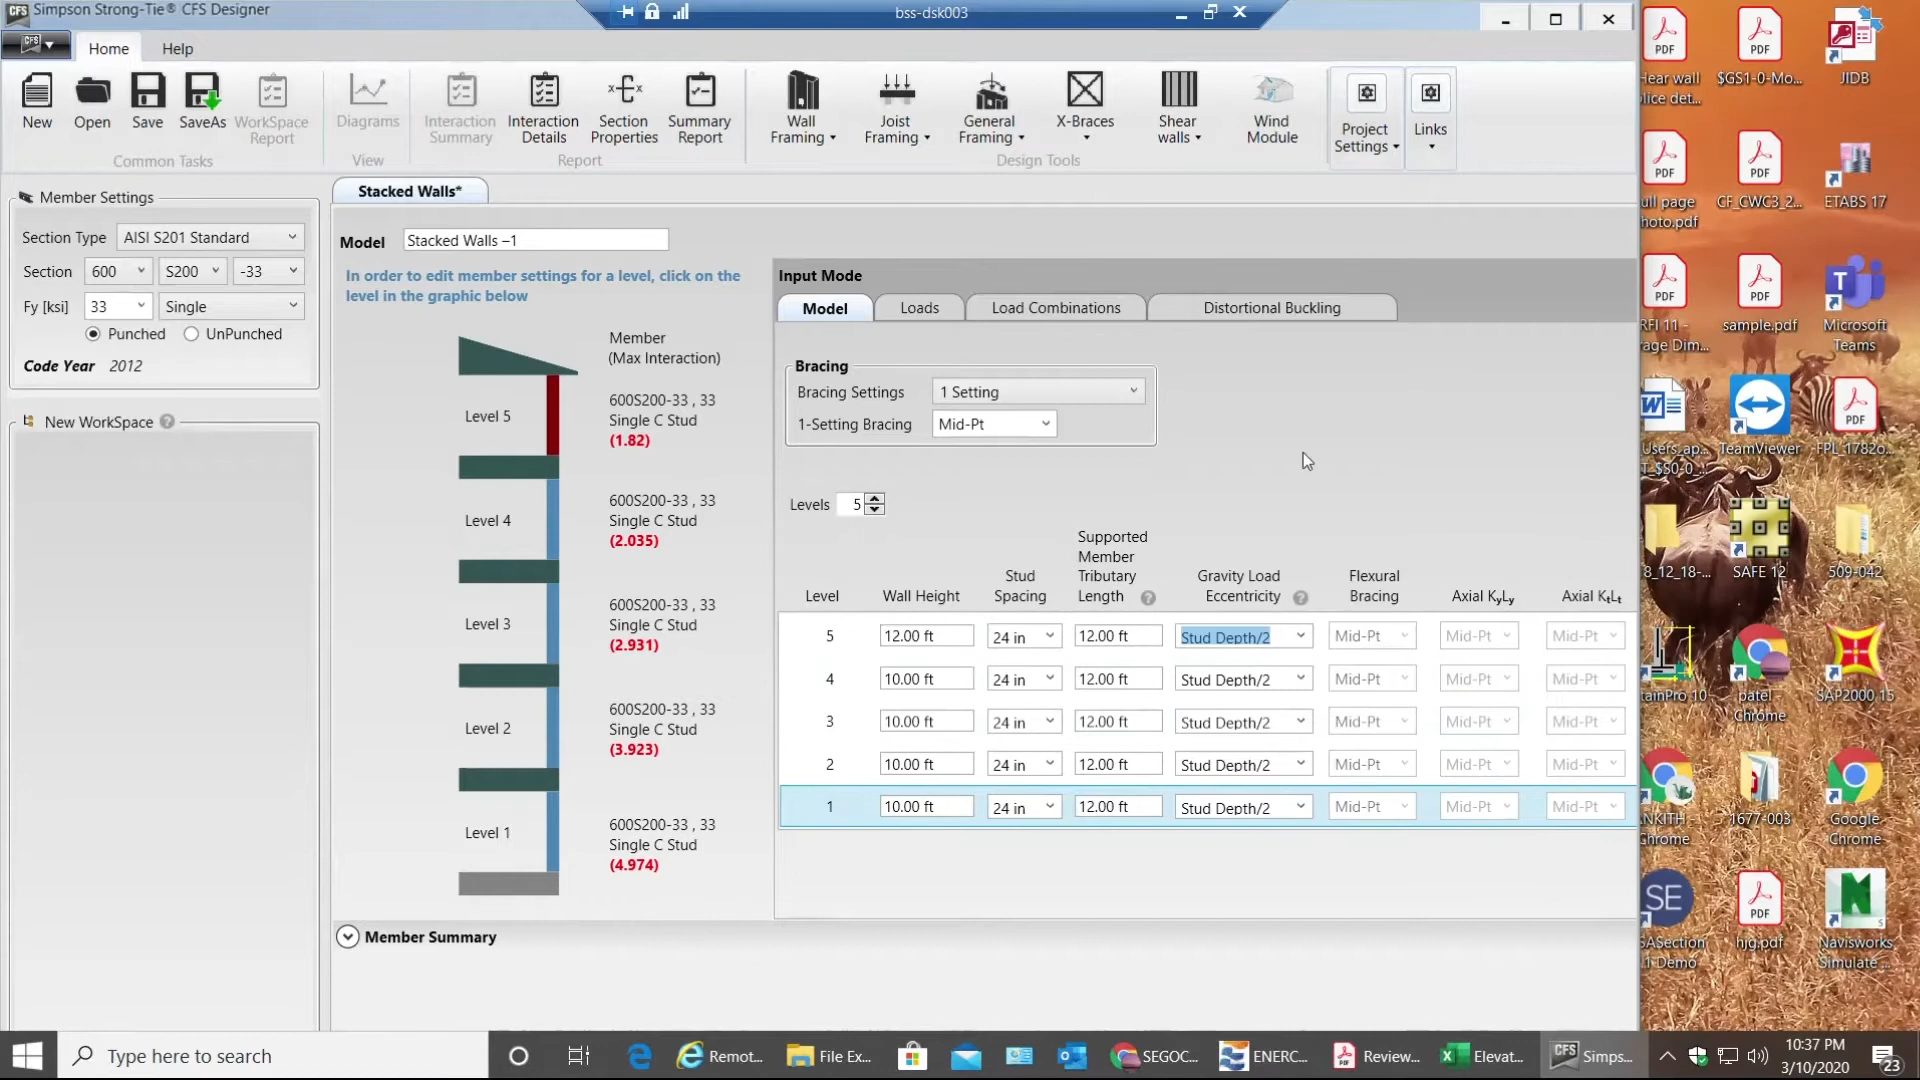 Simpson Strong-Tie® CFS Designer
bss-dsk003
Home
Help
New
Open
Save
SaveAs
WorkSpace Report
Common Tasks
Diagrams
View
Interaction Summary
Interaction Details
Section Properties
Summary Report
Report
Wall Framing
Joist Framing
General Framing
X-Braces
Shear walls
Wind Module
Design Tools
Project Settings
Links
Member Settings
Section Type AISI S201 Standard
Section 600 S200 -33
Fy [ksi] 33 Single
Punched UnPunched
Code Year 2012
New WorkSpace
Stacked Walls*
Model Stacked Walls –1
In order to edit member settings for a level, click on the
level in the graphic below
Member
(Max Interaction)
Level 5
600S200-33 , 33
Single C Stud
(1.82)
Level 4
600S200-33 , 33
Single C Stud
(2.035)
Level 3
600S200-33 , 33
Single C Stud
(2.931)
Level 2
600S200-33 , 33
Single C Stud
(3.923)
Level 1
600S200-33 , 33
Single C Stud
(4.974)
Member Summary
Input Mode
Model Loads Load Combinations Distortional Buckling
Bracing
Bracing Settings 1 Setting
1-Setting Bracing Mid-Pt
Levels 5
Level Wall Height Stud Spacing Supported Member Tributary Length Gravity Load Eccentricity Flexural Bracing Axial KyLy Axial KtLt
5 12.00 ft 24 in 12.00 ft Stud Depth/2 Mid-Pt Mid-Pt Mid-Pt
4 10.00 ft 24 in 12.00 ft Stud Depth/2 Mid-Pt Mid-Pt Mid-Pt
3 10.00 ft 24 in 12.00 ft Stud Depth/2 Mid-Pt Mid-Pt Mid-Pt
2 10.00 ft 24 in 12.00 ft Stud Depth/2 Mid-Pt Mid-Pt Mid-Pt
1 10.00 ft 24 in 12.00 ft Stud Depth/2 Mid-Pt Mid-Pt Mid-Pt
$GS1-0-Mo...
JIDB
CF_CWC3_2...
ETABS 17
sample.pdf
Microsoft Teams
TeamViewer
FPL_1782o...
SAFE 12
509-042
patel - Chrome
SAP2000 15
1677-003
Google Chrome
hjg.pdf
Navisworks Simulate ...
Type here to search
Remot...
File Ex...
SEGOC...
ENERC...
Review...
Elevat...
Simps...
10:37 PM
3/10/2020
23